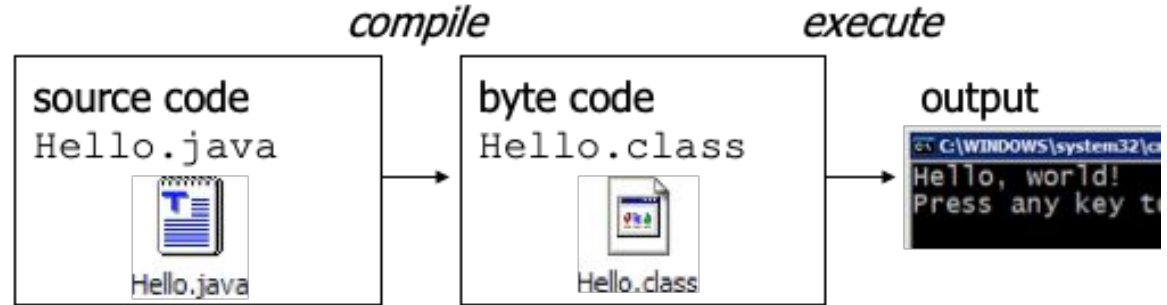 compile
execute
source code
Hello.java
Hello.java
byte code
Hello.class
Hello.class
output
C:\WINDOWS\system32\
Hello, world!
Press any key